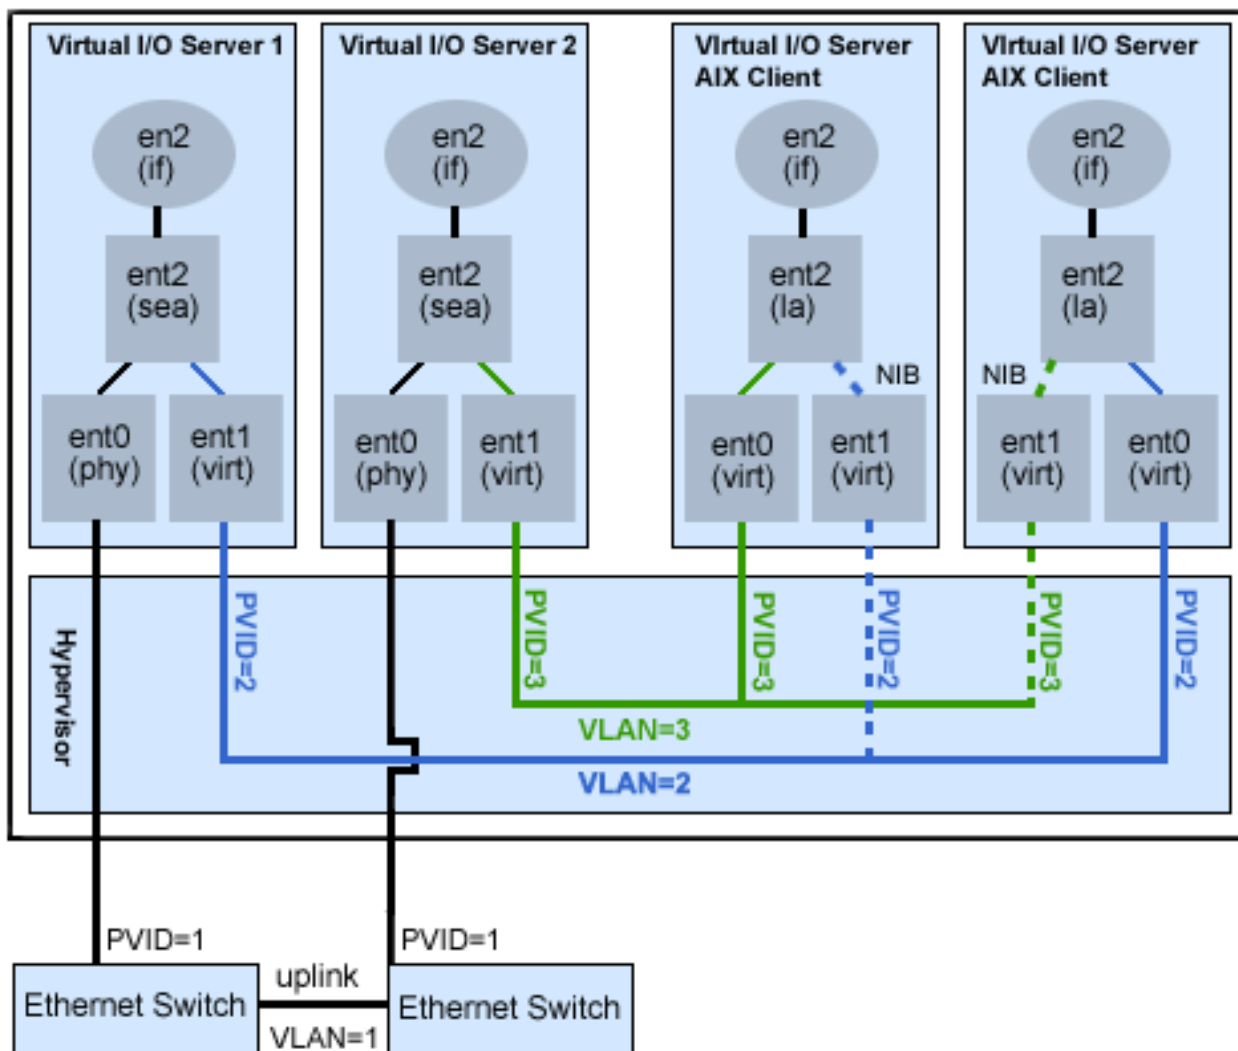 Virtual I/O Server 1
Virtual I/O Server 2
VIrtual I/O Server
AIX Client
VIrtual I/O Server
AIX Client
en2
(if)
en2
(if)
en2
(if)
en2
(if)
ent2
(sea)
ent2
(sea)
ent2
(la)
ent2
(la)
NIB
NIB
ent0
(phy)
ent1
(virt)
ent0
(phy)
ent1
(virt)
ent0
(virt)
ent1
(virt)
ent1
(virt)
ent0
(virt)
Hypervisor
PVID=2
PVID=3
PVID=3
PVID=2
PVID=3
PVID=2
VLAN=3
VLAN=2
PVID=1
PVID=1
Ethernet Switch
uplink
VLAN=1
Ethernet Switch